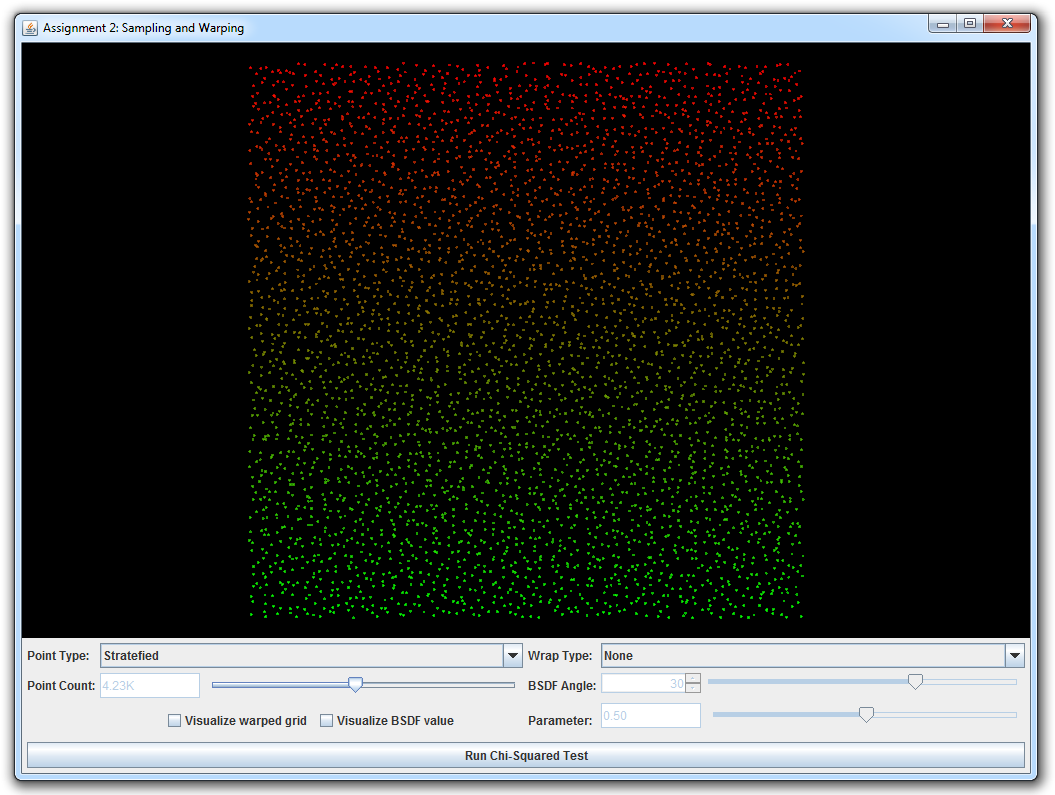 Assignment 2: Sampling and Warping
Point Type: Stratefied Wrap Type: None
Point Count: 4.23K BSDF Angle: 30
Visualize warped grid Visualize BSDF value Parameter: 0.50
Run Chi-Squared Test